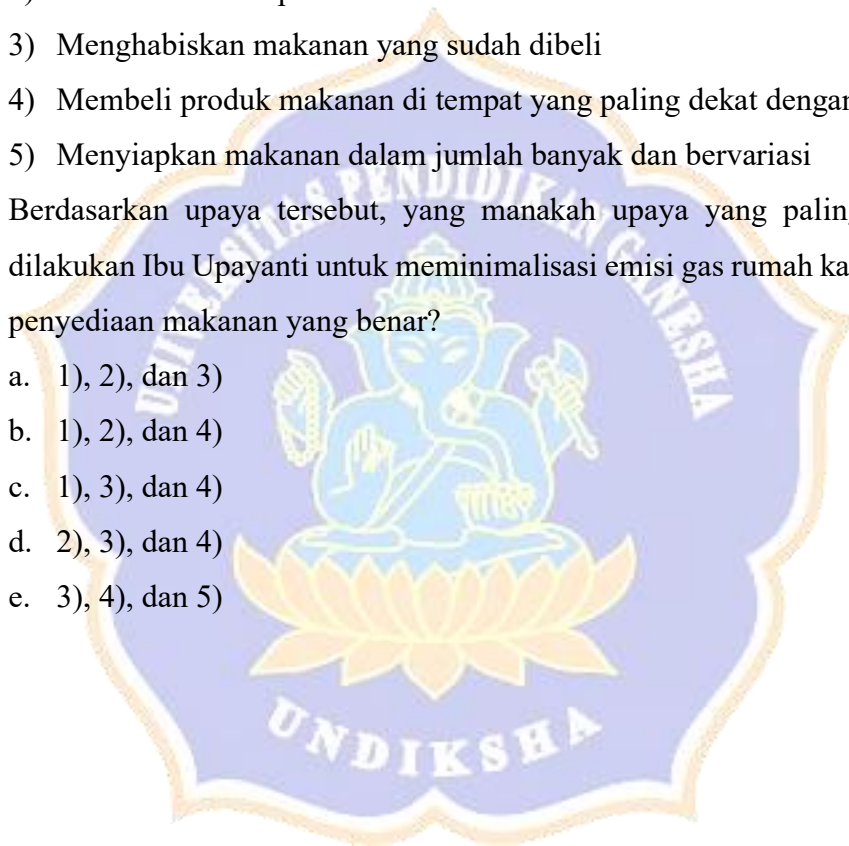 3) Menghabiskan makanan yang sudah dibeli
4) Membeli produk makanan di tempat yang paling dekat dengan
5) Menyiapkan makanan dalam jumlah banyak dan bervariasi
Berdasarkan upaya tersebut, yang manakah upaya yang paling
dilakukan Ibu Upayanti untuk meminimalisasi emisi gas rumah ka
penyediaan makanan yang benar?
a. 1), 2), dan 3)
b. 1), 2), dan 4)
c. 1), 3), dan 4)
d. 2), 3), dan 4)
e. 3), 4), dan 5)
UNIVERSITAS PENDIDIKAN GANESHA
UNDIKSHA